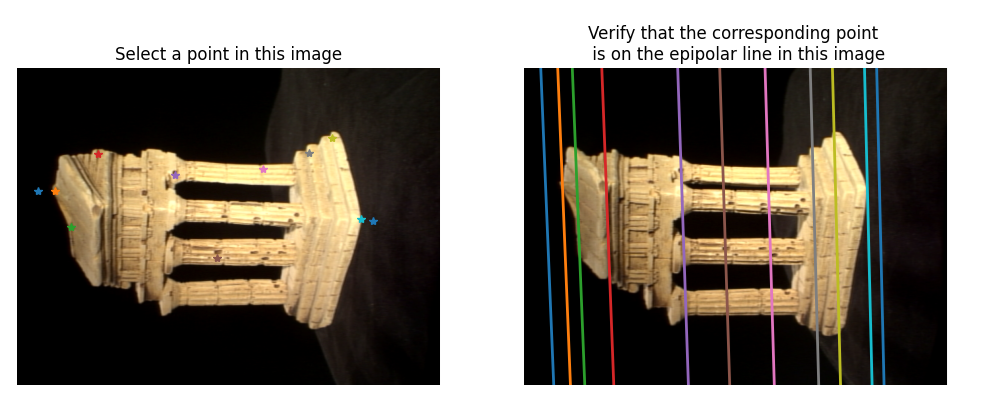 Select a point in this image
Verify that the corresponding point
is on the epipolar line in this image